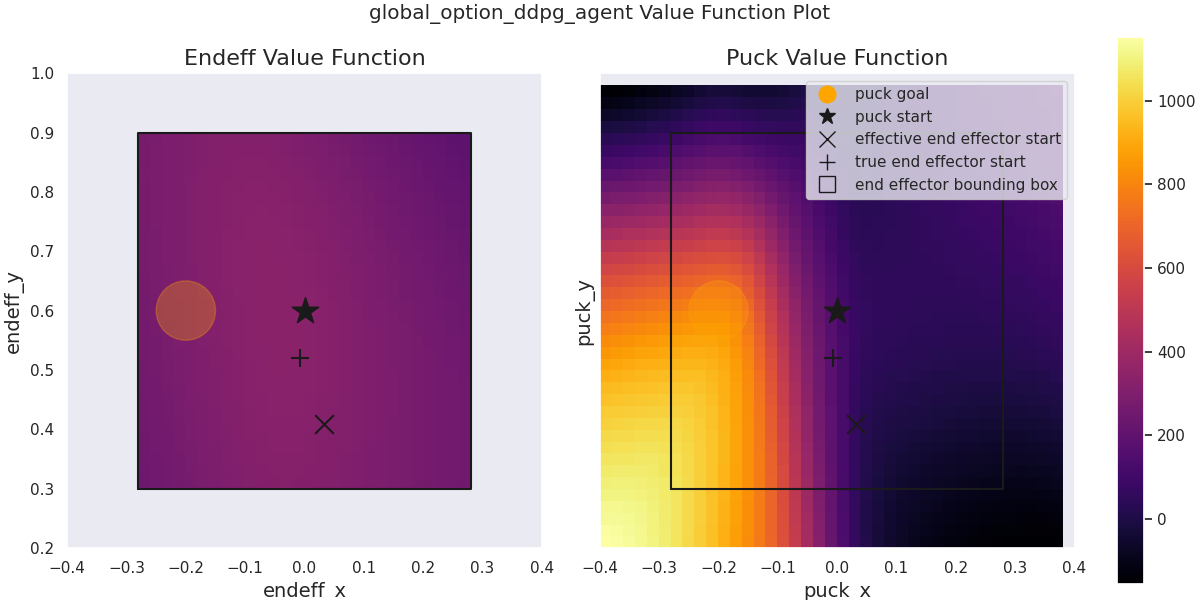 global_option_ddpg_agent Value Function Plot
Endeff Value Function
Puck Value Function
1.0
0.9
0.8
0.7
0.6
0.5
0.4
0.3
0.2
endeff_y
−0.4 −0.3 −0.2 −0.1 0.0 0.1 0.2 0.3 0.4
endeff_x
puck_y
puck goal
puck start
effective end effector start
true end effector start
end effector bounding box
−0.4 −0.3 −0.2 −0.1 0.0 0.1 0.2 0.3 0.4
puck_x
1000
800
600
400
200
0